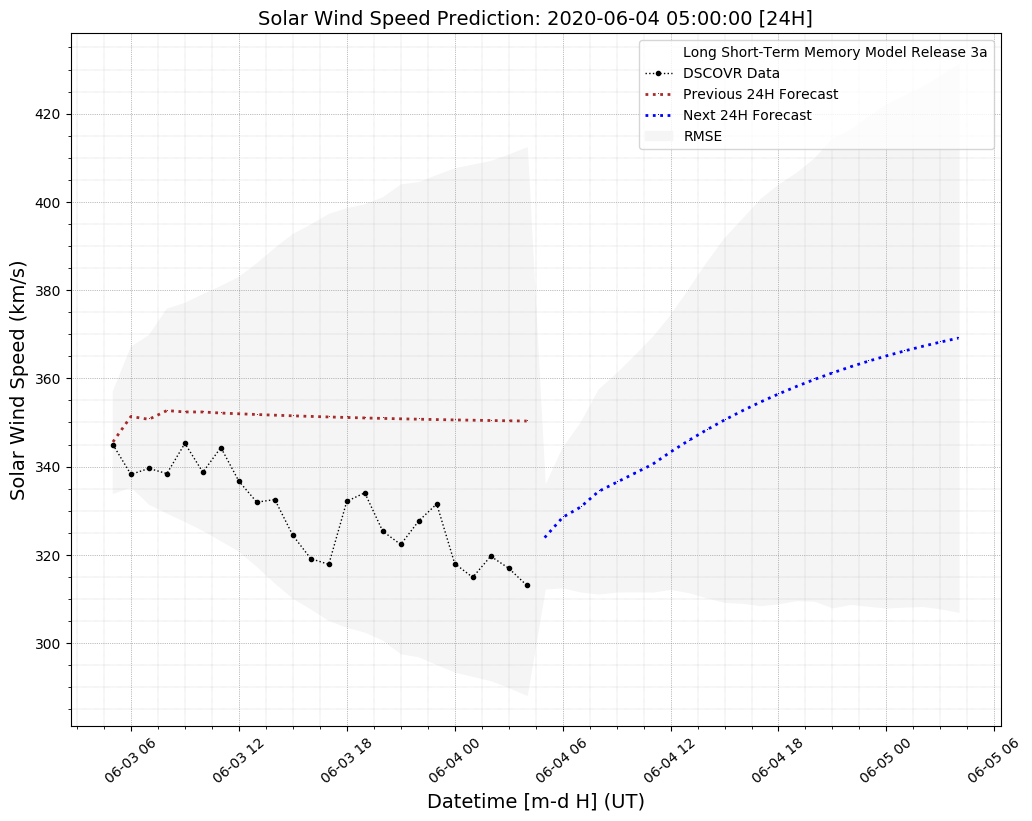 Solar Wind Speed Prediction: 2020-06-04 05:00:00 [24H]
Long Short-Term Memory Model Release 3a
DSCOVR Data
Previous 24H Forecast
Next 24H Forecast
RMSE
Solar Wind Speed (km/s)
420
400
380
360
340
320
300
06-03 06
06-03 12
06-03 18
06-04 00
06-04 06
06-04 12
06-04 18
06-05 00
06-05 06
Datetime [m-d H] (UT)